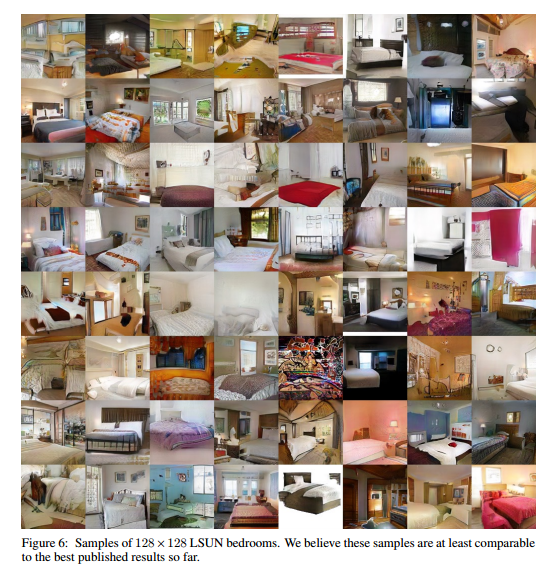 Figure 6: Samples of 128 × 128 LSUN bedrooms. We believe these samples are at least comparable
to the best published results so far.